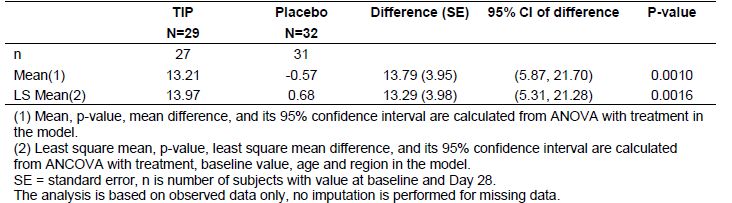 TIP Placebo Difference (SE) 95% CI of difference P-value
N=29 N=32
n 27 31
Mean(1) 13.21 -0.57 13.79 (3.95) (5.87, 21.70) 0.0010
LS Mean(2) 13.97 0.68 13.29 (3.98) (5.31, 21.28) 0.0016
(1) Mean, p-value, mean difference, and its 95% confidence interval are calculated from ANOVA with treatment in
the model.
(2) Least square mean, p-value, least square mean difference, and its 95% confidence interval are calculated
from ANCOVA with treatment, baseline value, age and region in the model.
SE = standard error, n is number of subjects with value at baseline and Day 28.
The analysis is based on observed data only, no imputation is performed for missing data.